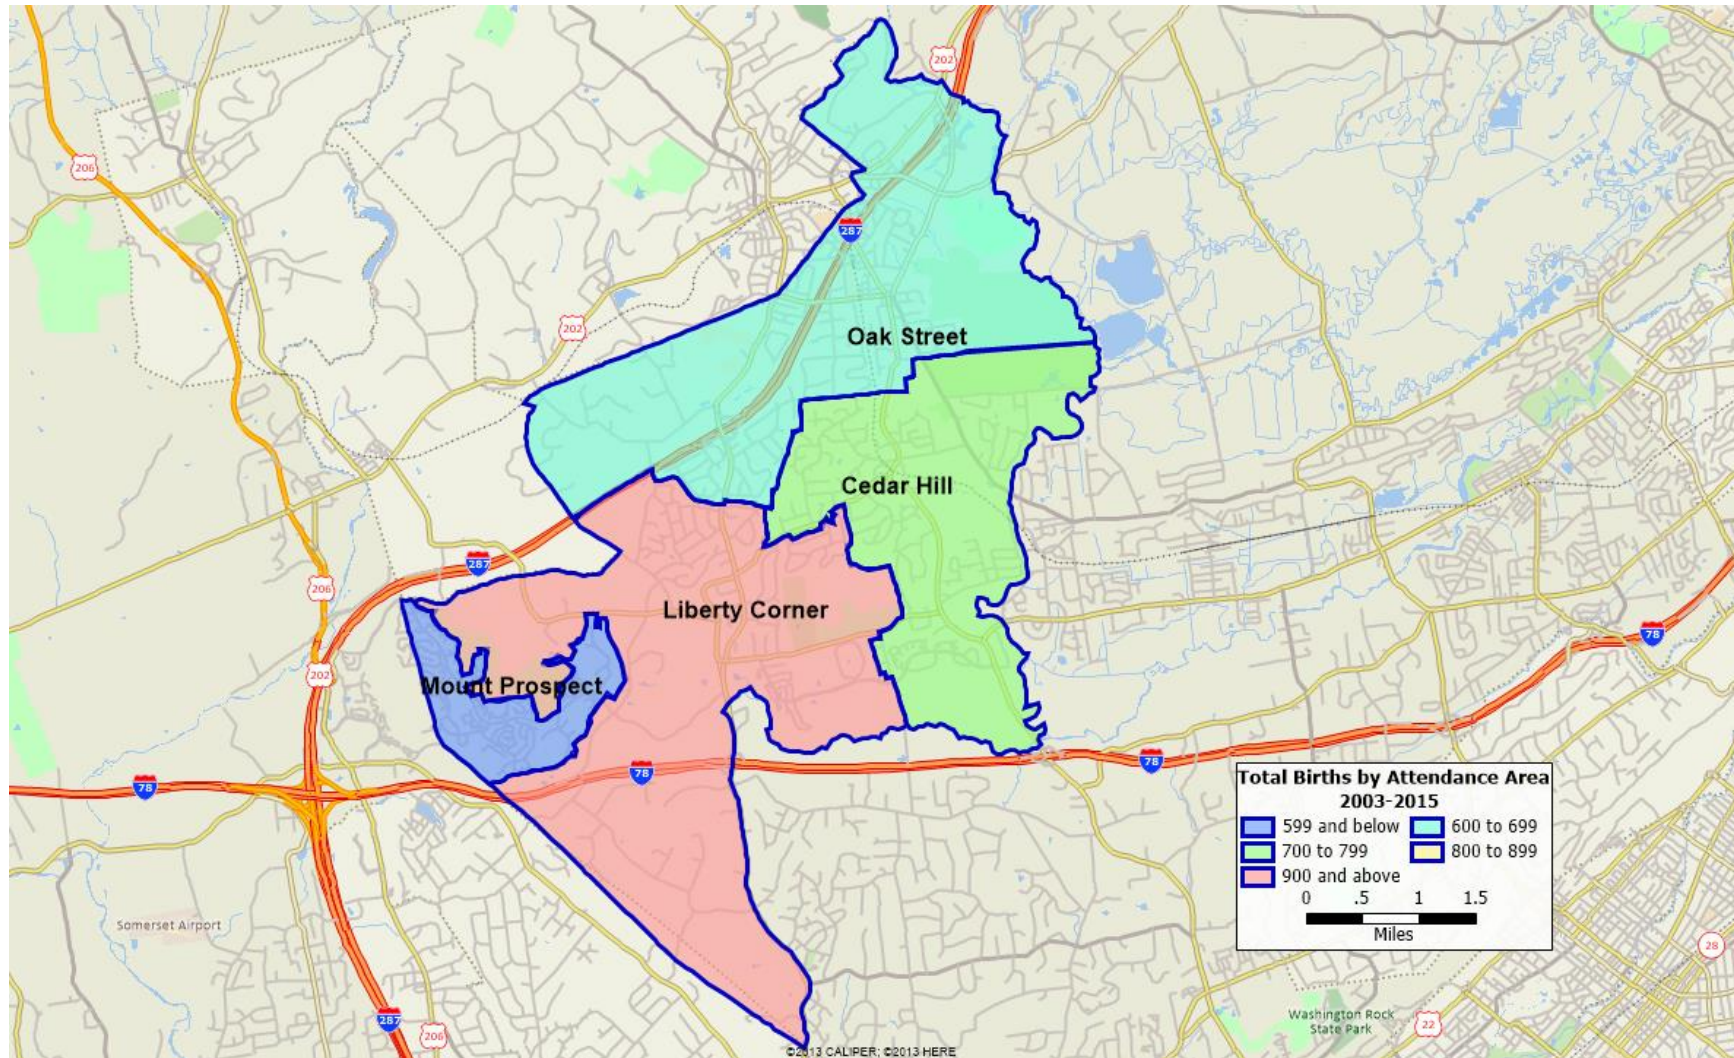 202
206
287
202
Oak Street
Cedar Hill
287
206
Liberty Corner
78
202
Mount Prospect
78
78
78
Total Births by Attendance Area
2003-2015
599 and below
600 to 699
700 to 799
800 to 899
900 and above
0 .5 1 1.5
Miles
Somerset Airport
28
287
206
Washington Rock
State Park
22
©2013 CALIPER; ©2013 HERE